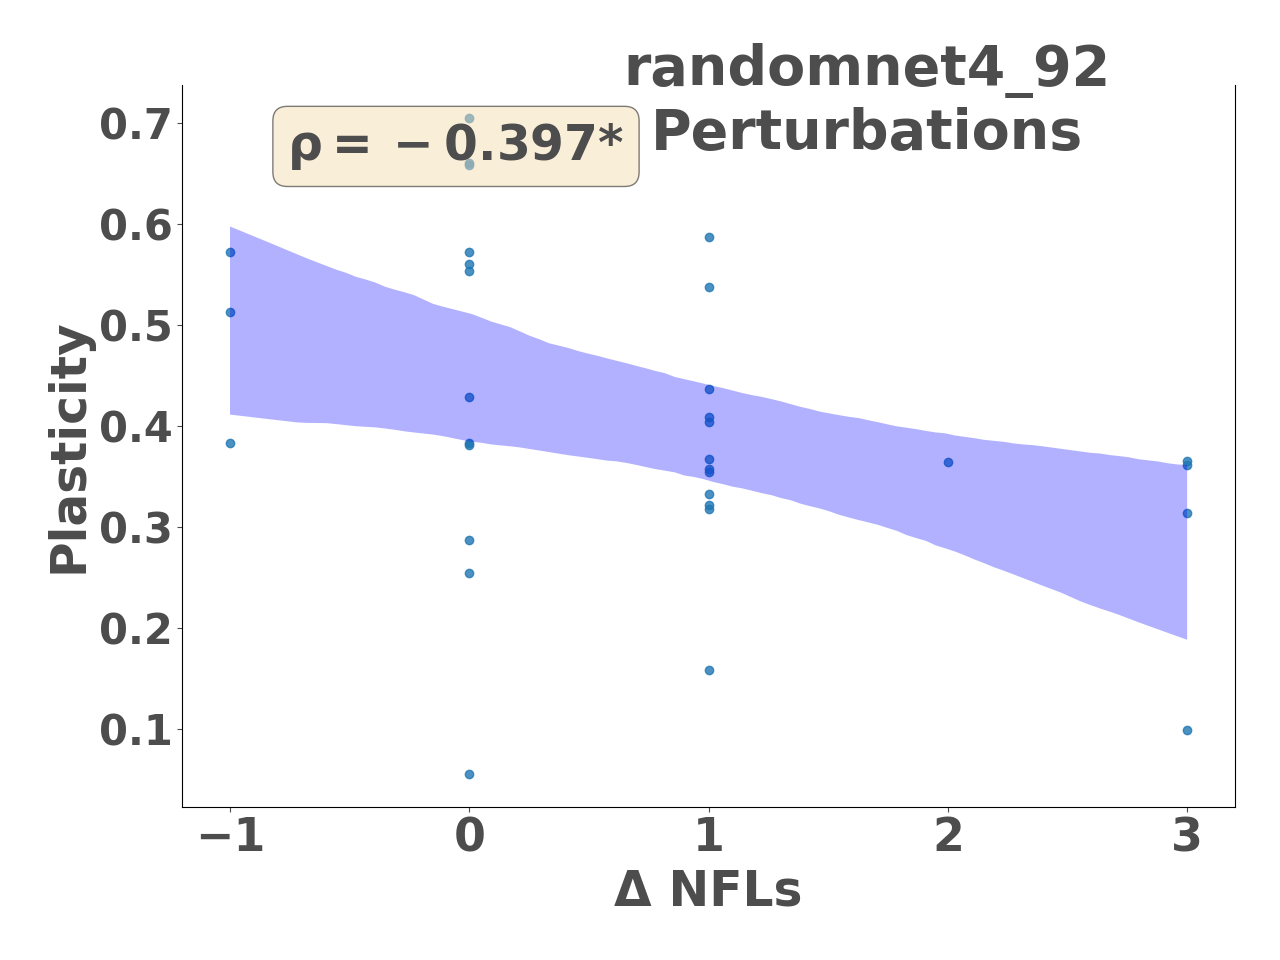 randomnet4_92
Perturbations
ρ = − 0.397*
0.7
0.6
0.5
0.4
0.3
0.2
0.1
Plasticity
−1 0 1 2 3
Δ NFLs